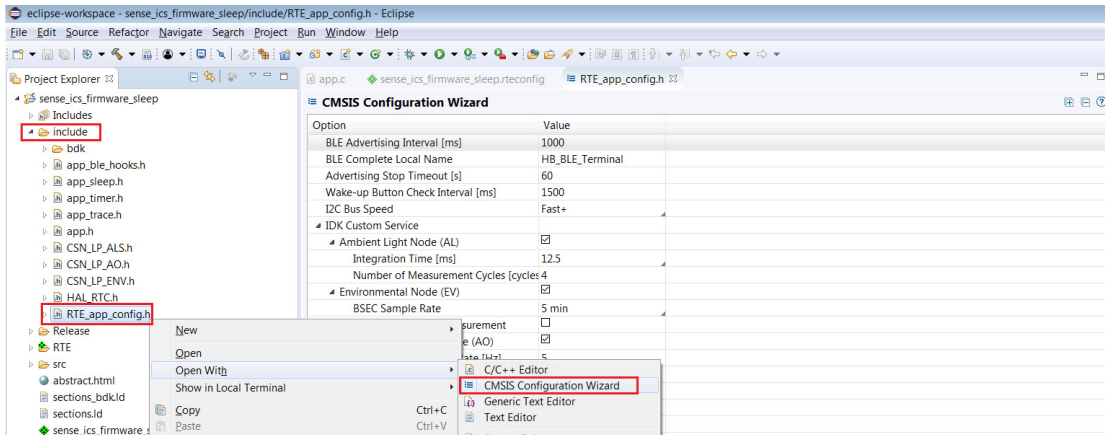 eclipse-workspace - sense_ics_firmware_sleep/include/RTE_app_config.h - Eclipse
File Edit Source Refactor Navigate Search Project Run Window Help
Project Explorer
app.c sense_ics_firmware_sleep.rteconfig RTE_app_config.h
sense_ics_firmware_sleep
Includes
include
bdk
app_ble_hooks.h
app_sleep.h
app_timer.h
app_trace.h
app.h
CSN_LP_ALS.h
CSN_LP_AO.h
CSN_LP_ENV.h
HAL_RTC.h
RTE_app_config.h
Release
RTE
src
abstract.html
sections_bdk.ld
sections.ld
sense_ics_firmware_s
CMSIS Configuration Wizard
Option Value
BLE Advertising Interval [ms] 1000
BLE Complete Local Name HB_BLE_Terminal
Advertising Stop Timeout [s] 60
Wake-up Button Check Interval [ms] 1500
I2C Bus Speed Fast+
IDK Custom Service
Ambient Light Node (AL)
Integration Time [ms] 12.5
Number of Measurement Cycles [cycles 4
Environmental Node (EV)
BSEC Sample Rate 5 min
surement
e (AO)
ate [Hz] 5
New
Open
Open With
Show in Local Terminal
Copy Ctrl+C
Paste Ctrl+V
C/C++ Editor
CMSIS Configuration Wizard
Generic Text Editor
Text Editor